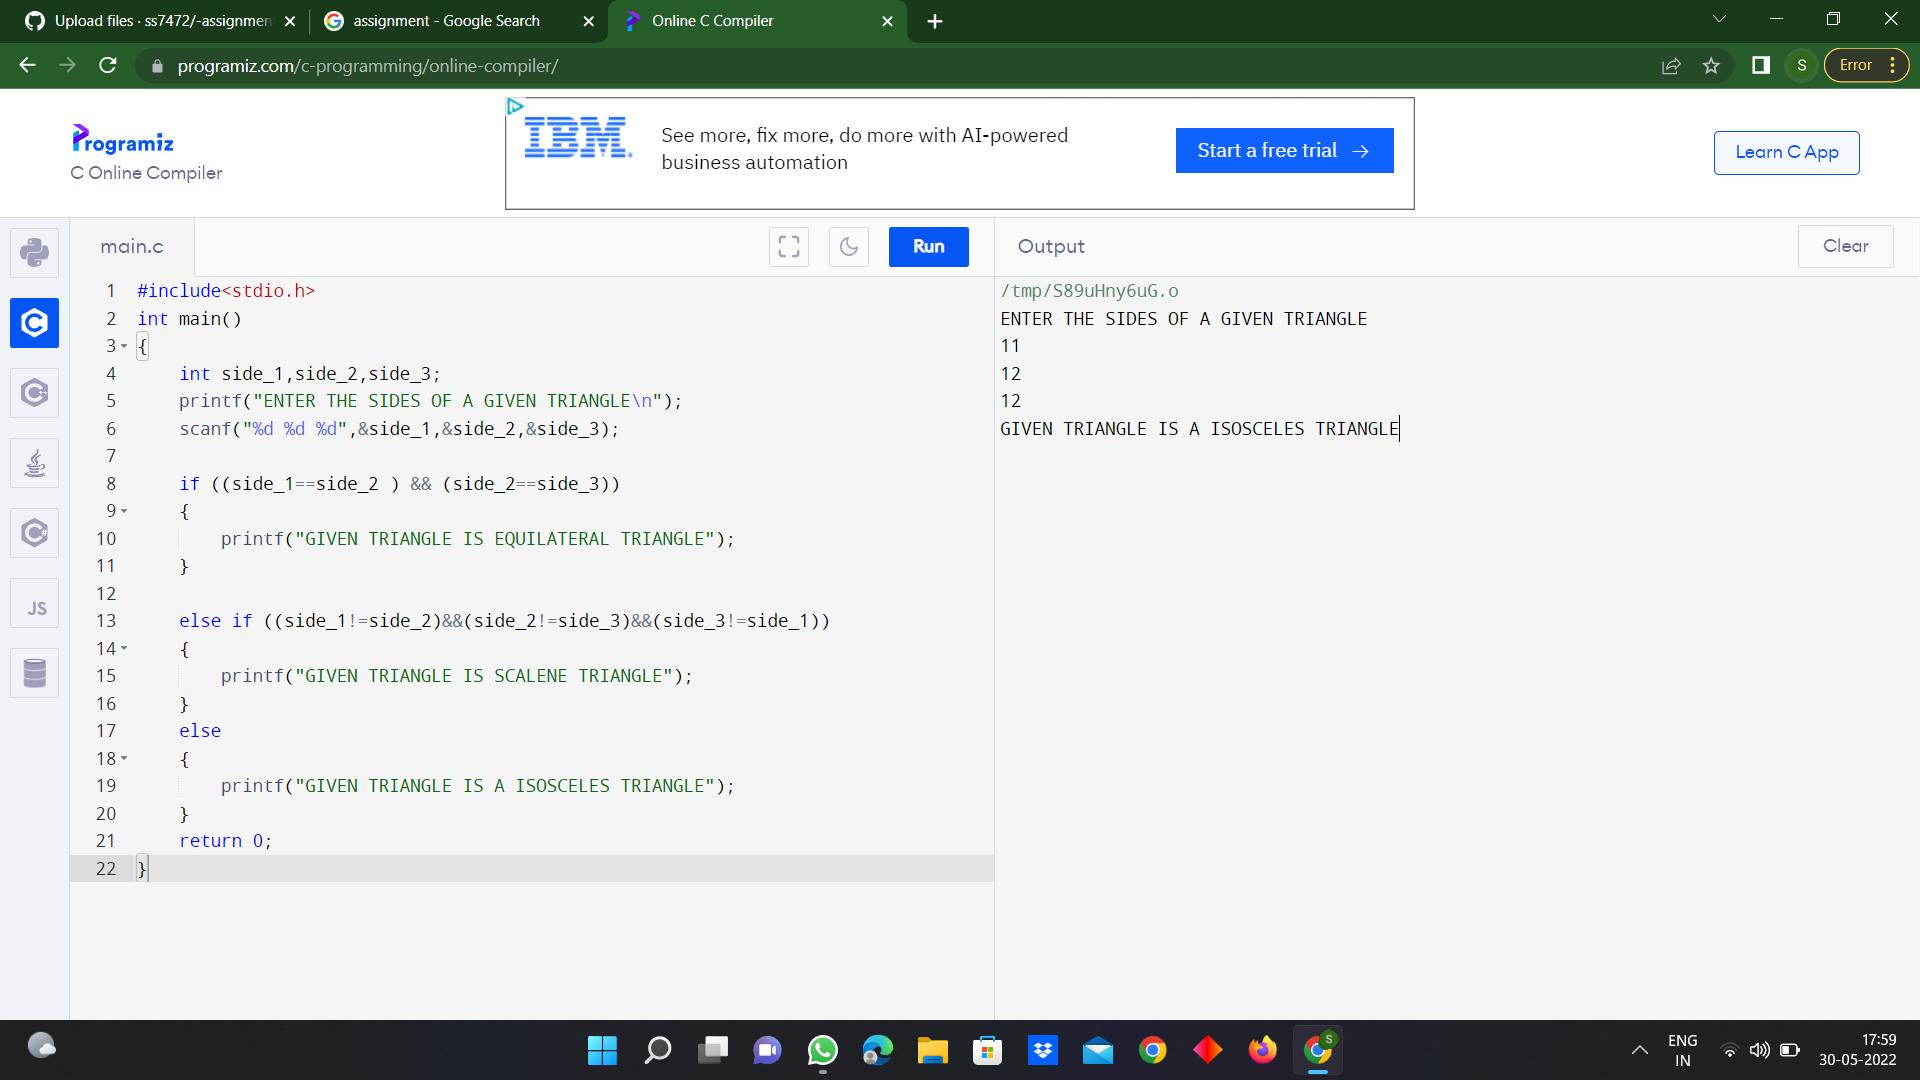 Upload files · ss7472/-assignmen
assignment - Google Search
Online C Compiler
programiz.com/c-programming/online-compiler/
S
Error
Programiz
C Online Compiler
IBM.
See more, fix more, do more with AI-powered
business automation
Start a free trial →
Learn C App
main.c
Run
Output
Clear
1 #include<stdio.h>
2 int main()
3 {
4 int side_1,side_2,side_3;
5 printf("ENTER THE SIDES OF A GIVEN TRIANGLE\n");
6 scanf("%d %d %d",&side_1,&side_2,&side_3);
7
8 if ((side_1==side_2 ) && (side_2==side_3))
9 {
10 printf("GIVEN TRIANGLE IS EQUILATERAL TRIANGLE");
11 }
12
13 else if ((side_1!=side_2)&&(side_2!=side_3)&&(side_3!=side_1))
14 {
15 printf("GIVEN TRIANGLE IS SCALENE TRIANGLE");
16 }
17 else
18 {
19 printf("GIVEN TRIANGLE IS A ISOSCELES TRIANGLE");
20 }
21 return 0;
22 }
/tmp/S89uHny6uG.o
ENTER THE SIDES OF A GIVEN TRIANGLE
11
12
12
GIVEN TRIANGLE IS A ISOSCELES TRIANGLE
JS
S
ENG
IN
17:59
30-05-2022